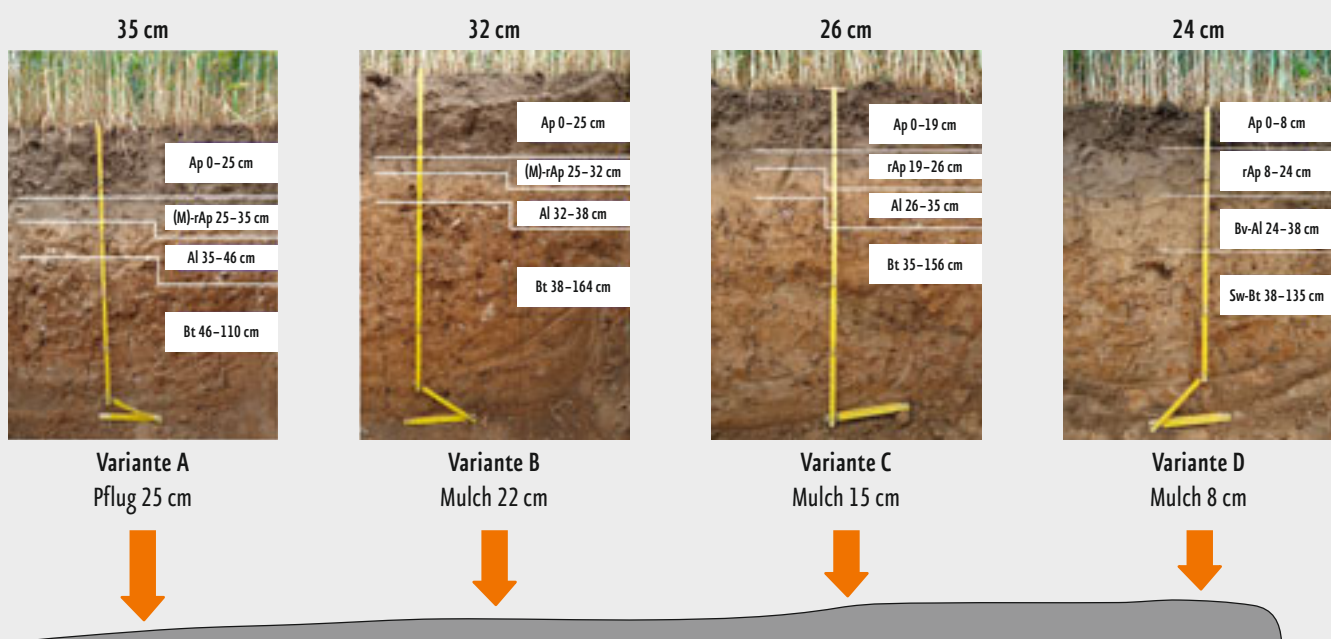 35 cm
Ap 0–25 cm
(M)-rAp 25–35 cm
Al 35–46 cm
Bt 46–110 cm
Variante A
Pflug 25 cm
32 cm
Ap 0–25 cm
(M)-rAp 25–32 cm
Al 32–38 cm
Bt 38–164 cm
Variante B
Mulch 22 cm
26 cm
Ap 0–19 cm
rAp 19–26 cm
Al 26–35 cm
Bt 35–156 cm
Variante C
Mulch 15 cm
24 cm
Ap 0–8 cm
rAp 8–24 cm
Bv-Al 24–38 cm
Sw-Bt 38–135 cm
Variante D
Mulch 8 cm